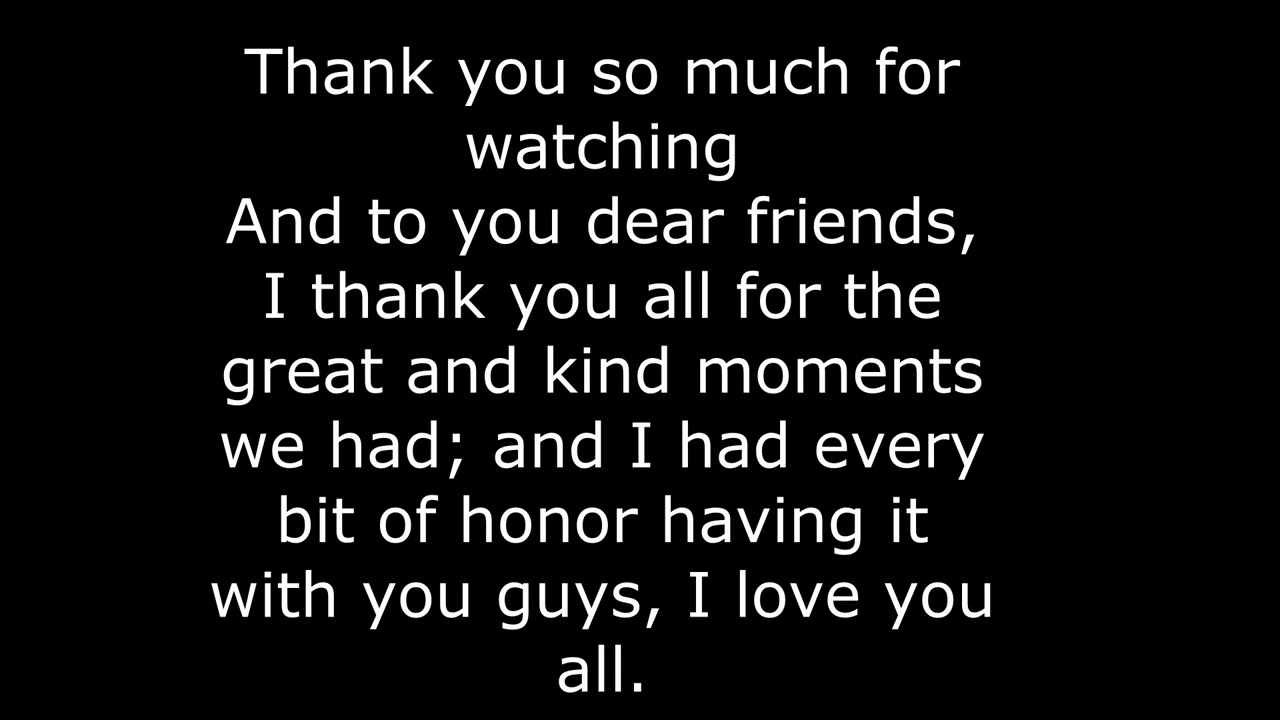 Thank you so much for
watching
And to you dear friends,
I thank you all for the
great and kind moments
we had; and I had every
bit of honor having it
with you guys, I love you
all.